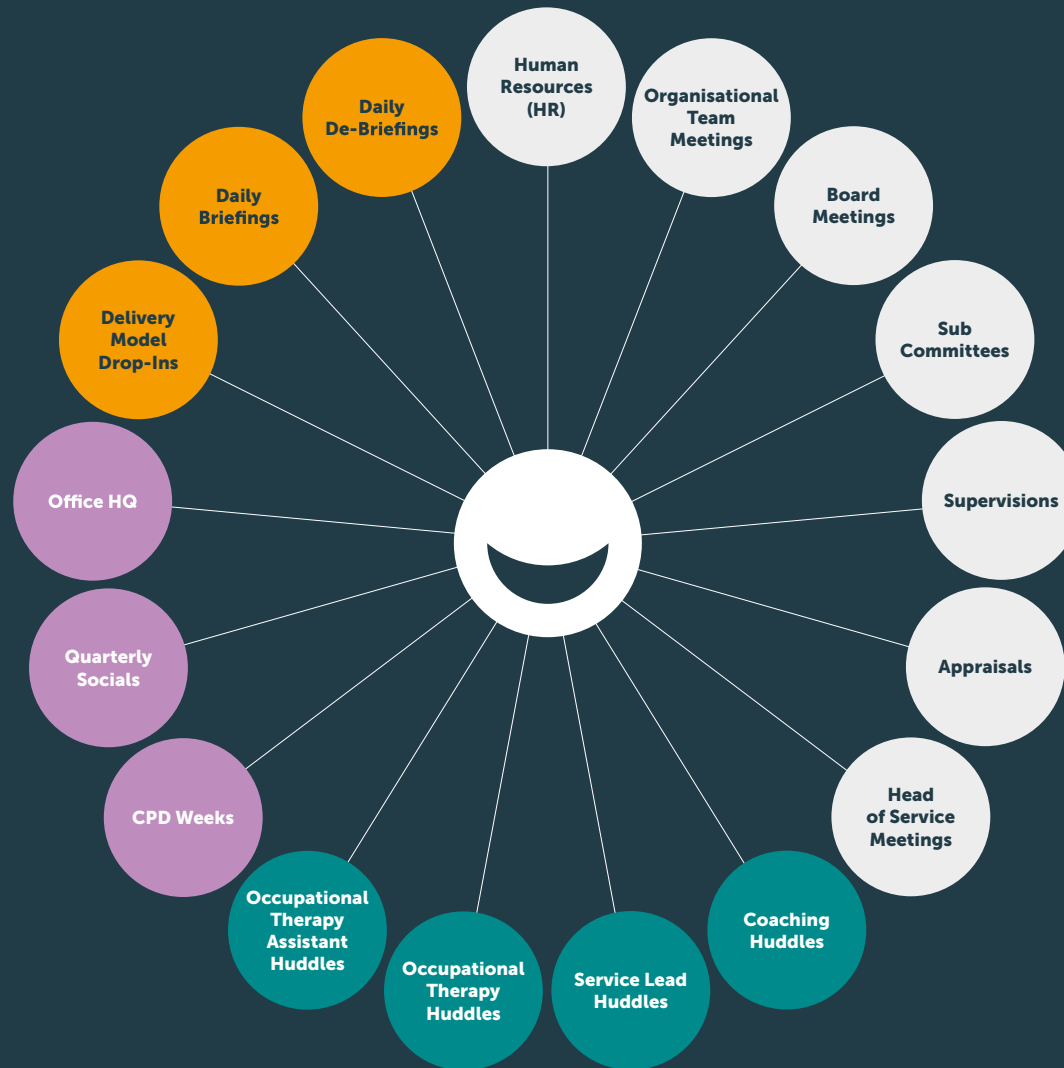 Human
Resources
(HR)
Organisational
Team
Meetings
Board
Meetings
Sub
Committees
Supervisions
Appraisals
Head
of Service
Meetings
Coaching
Huddles
Service Lead
Huddles
Occupational
Therapy
Huddles
Occupational
Therapy
Assistant
Huddles
CPD Weeks
Quarterly
Socials
Office HQ
Delivery
Model
Drop-Ins
Daily
Briefings
Daily
De-Briefings